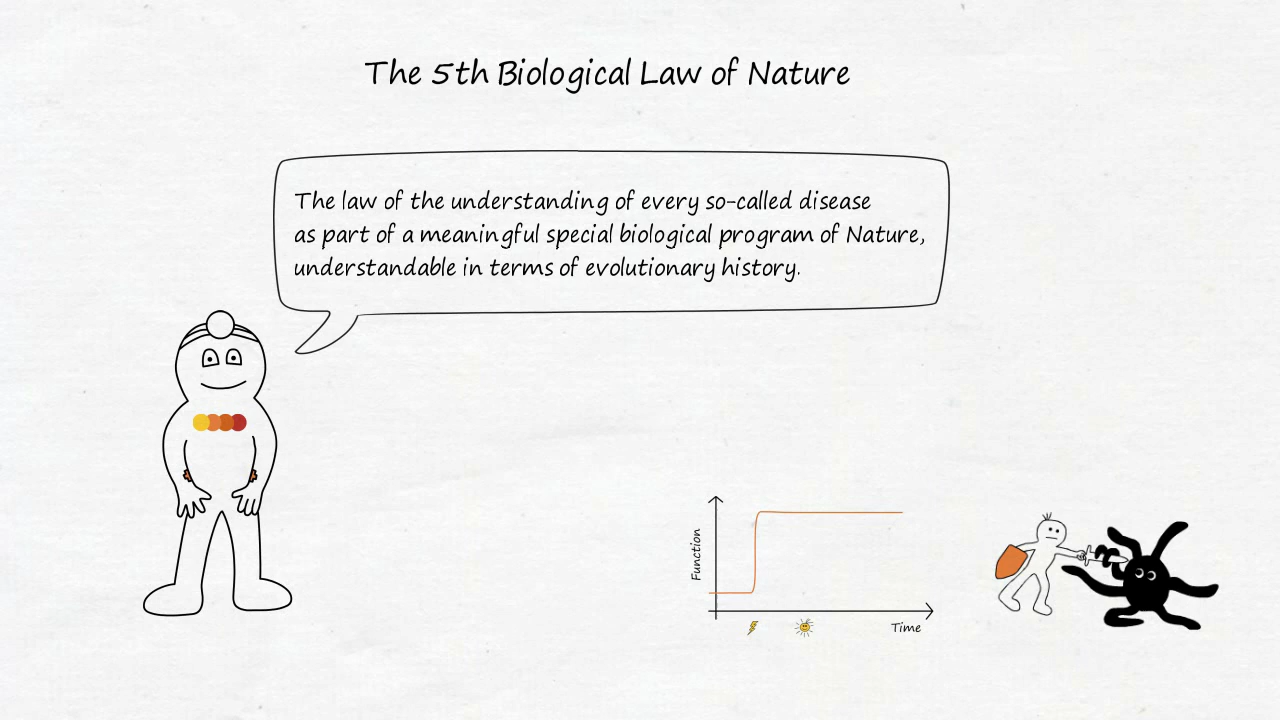 The 5th Biological Law of Nature
The law of the understanding of every so-called disease
as part of a meaningful special biological program of Nature,
understandable in terms of evolutionary history.
Function
Time